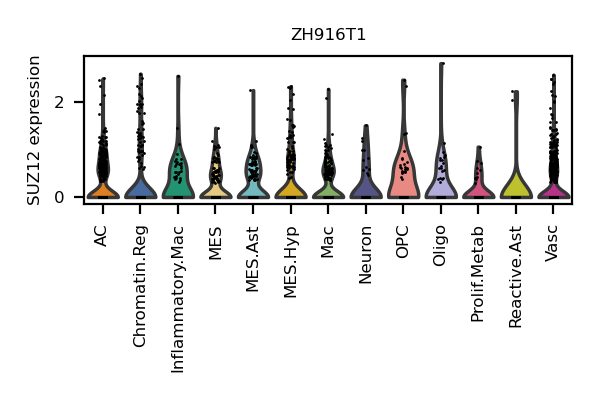 ZH916T1
SUZ12 expression
2
0
AC
Chromatin.Reg
Inflammatory.Mac
MES
MES.Ast
MES.Hyp
Mac
Neuron
OPC
Oligo
Prolif.Metab
Reactive.Ast
Vasc